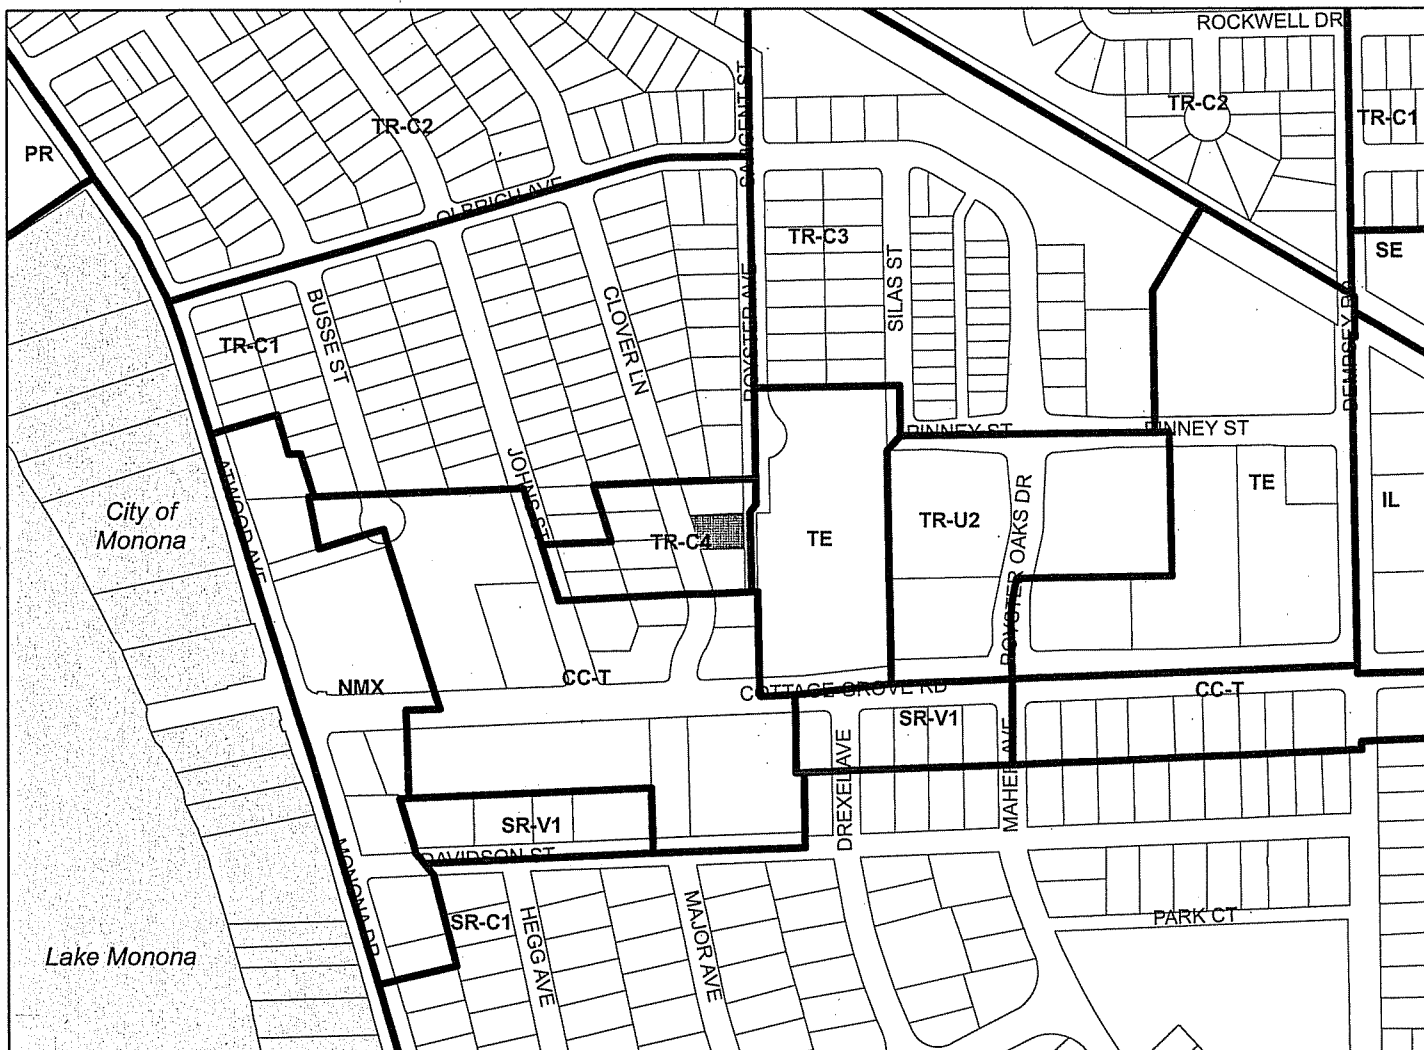 ROCKWELL DR
TR-C2
TR-C2
TR-C1
PR
SARGENT ST
OLBRICH AVE
TR-C3
SE
SILAS ST
BUSSE ST
CLOVER LN
ROYSTER AVE
DEMPSEY RD
TR-C1
PINNEY ST
PINNEY ST
JOHNS ST
ATWOOD AVE
City of
Monona
TR-C4
TE
TR-U2
ROYSTER OAKS DR
TE
IL
NMX
CC-T
COTTAGE GROVE RD
CC-T
SR-V1
DREXEL AVE
MAHER AVE
SR-V1
DAVIDSON ST
MONONA DR
SR-C1
HEGG AVE
MAJOR AVE
PARK CT
Lake Monona